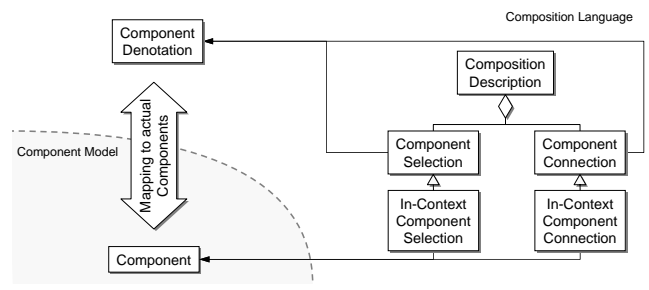 Composition Language
Component
Denotation
Composition
Description
Component Model
Mapping to actual
Components
Component
Selection
Component
Connection
In-Context
Component
Selection
In-Context
Component
Connection
Component